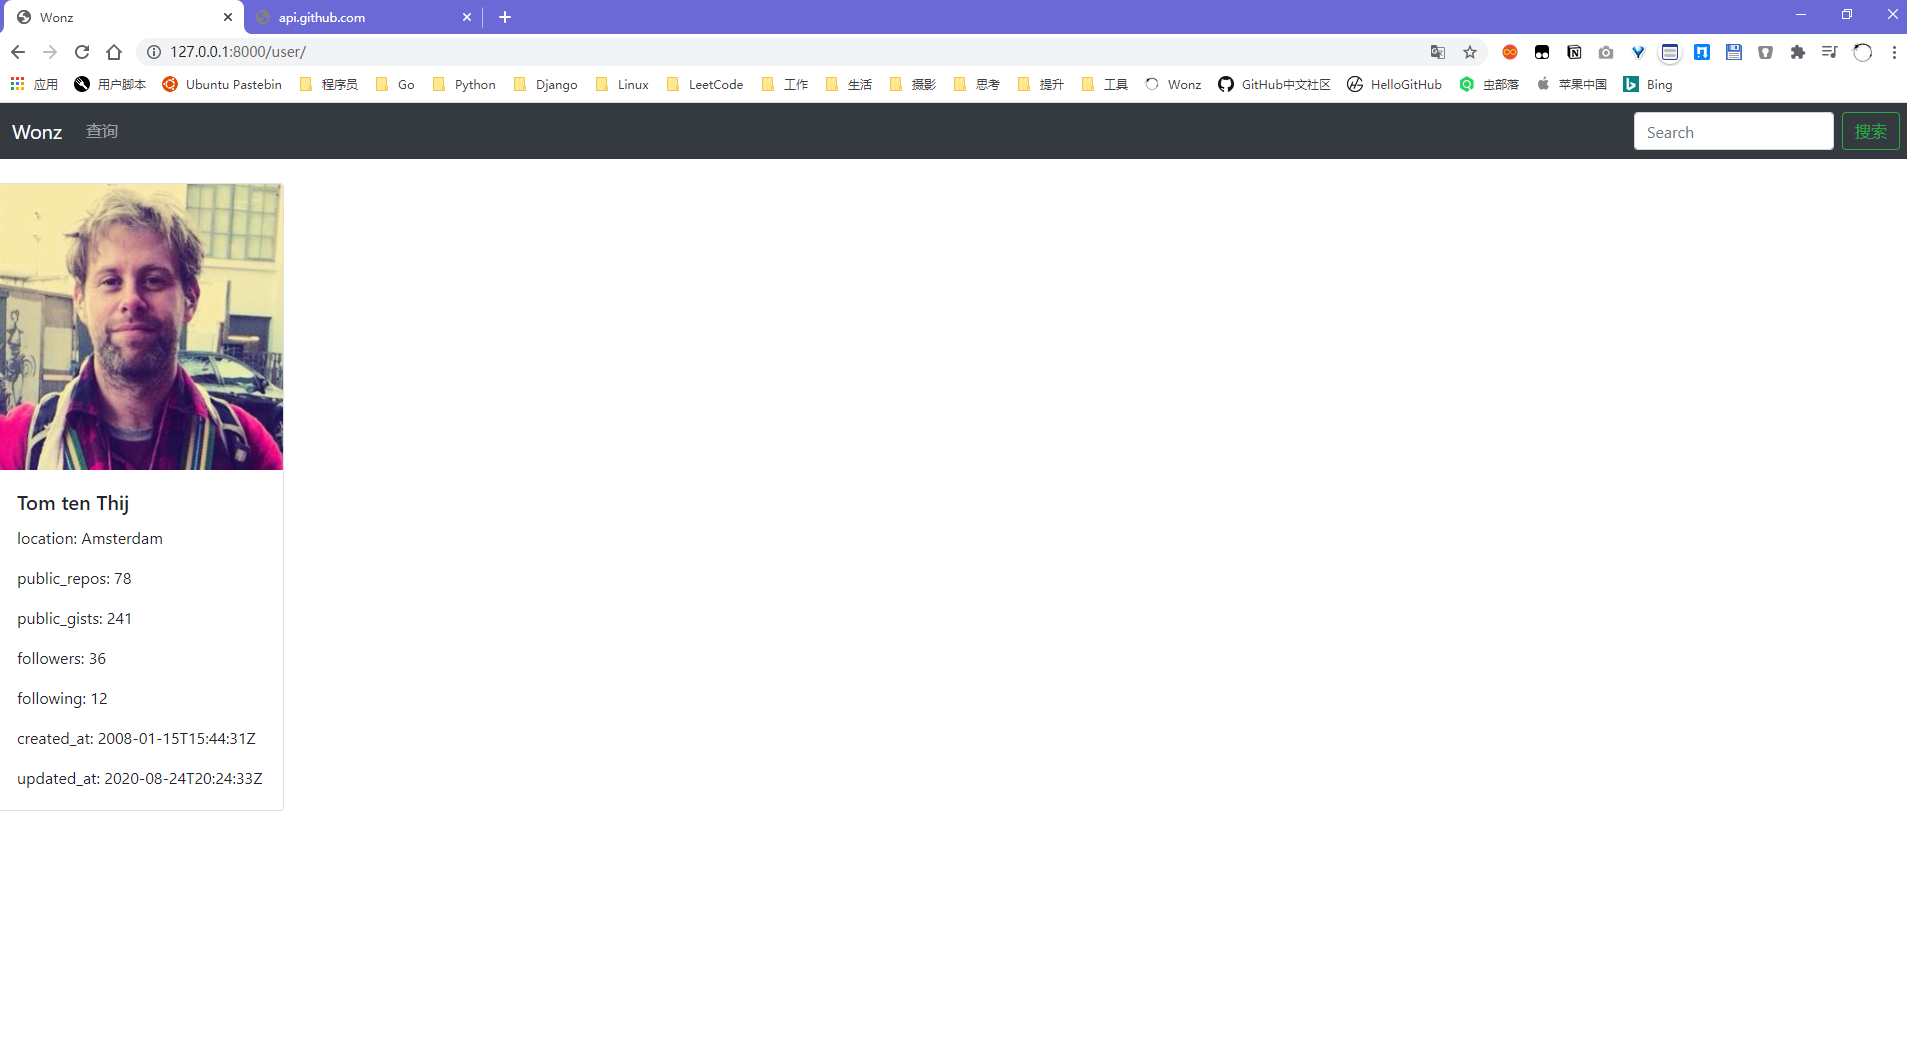 Wonz
api.github.com
127.0.0.1:8000/user/
应用 用户脚本 Ubuntu Pastebin 程序员 Go Python Django Linux LeetCode 工作 生活 摄影 思考 提升 工具 Wonz GitHub中文社区 HelloGitHub 虫部落 苹果中国 Bing
Wonz 查询 Search 搜索
Tom ten Thij
location: Amsterdam
public_repos: 78
public_gists: 241
followers: 36
following: 12
created_at: 2008-01-15T15:44:31Z
updated_at: 2020-08-24T20:24:33Z